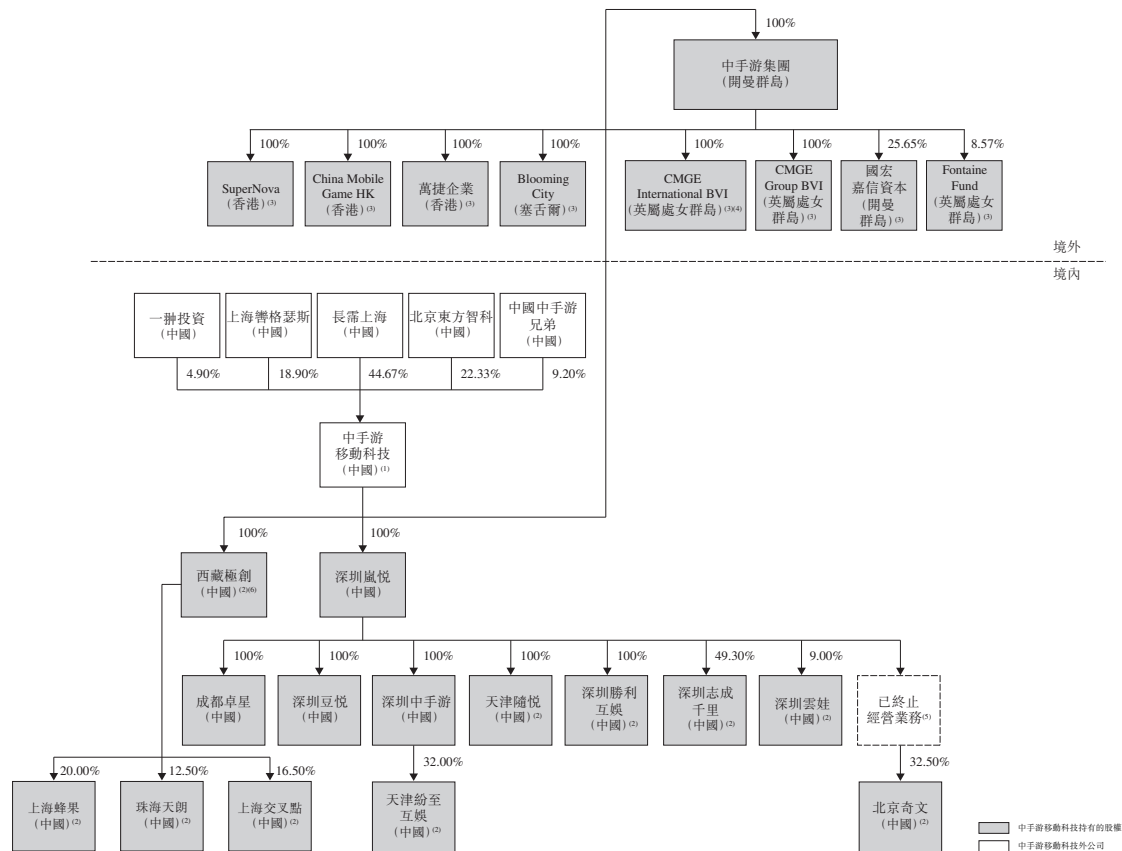 100%
中手游集團
(開曼群島)
100%
100%
100%
100%
100%
100%
25.65%
8.57%
SuperNova
(香港)(3)
China Mobile
Game HK
(香港)(3)
萬捷企業
(香港)(3)
Blooming
City
(塞舌爾)(3)
CMGE
International BVI
(英屬處女群島)(3)(4)
CMGE
Group BVI
(英屬處女
群島)(3)
國宏
嘉信資本
(開曼
群島)(3)
Fontaine
Fund
(英屬處女
群島)(3)
境外
境內
一翀投資
(中國)
上海轡格瑟斯
(中國)
長霈上海
(中國)
北京東方智科
(中國)
中國中手游
兄弟
(中國)
4.90%
18.90%
44.67%
22.33%
9.20%
中手游
移動科技
(中國)(1)
100%
100%
西藏極創
(中國)(2)(6)
深圳嵐悅
(中國)
100%
100%
100%
100%
100%
49.30%
9.00%
成都卓星
(中國)
深圳豆悅
(中國)
深圳中手游
(中國)
天津隨悅
(中國)(2)
深圳勝利
互娛
(中國)(2)
深圳志成
千里
(中國)(2)
深圳雲娃
(中國)(2)
已終止
經營業務(5)
20.00%
12.50%
16.50%
32.00%
32.50%
上海蜂果
(中國)(2)
珠海天朗
(中國)(2)
上海交叉點
(中國)(2)
天津紛至
互娛
(中國)(2)
北京奇文
(中國)(2)
中手游移動科技持有的股權
中手游移動科技外公司